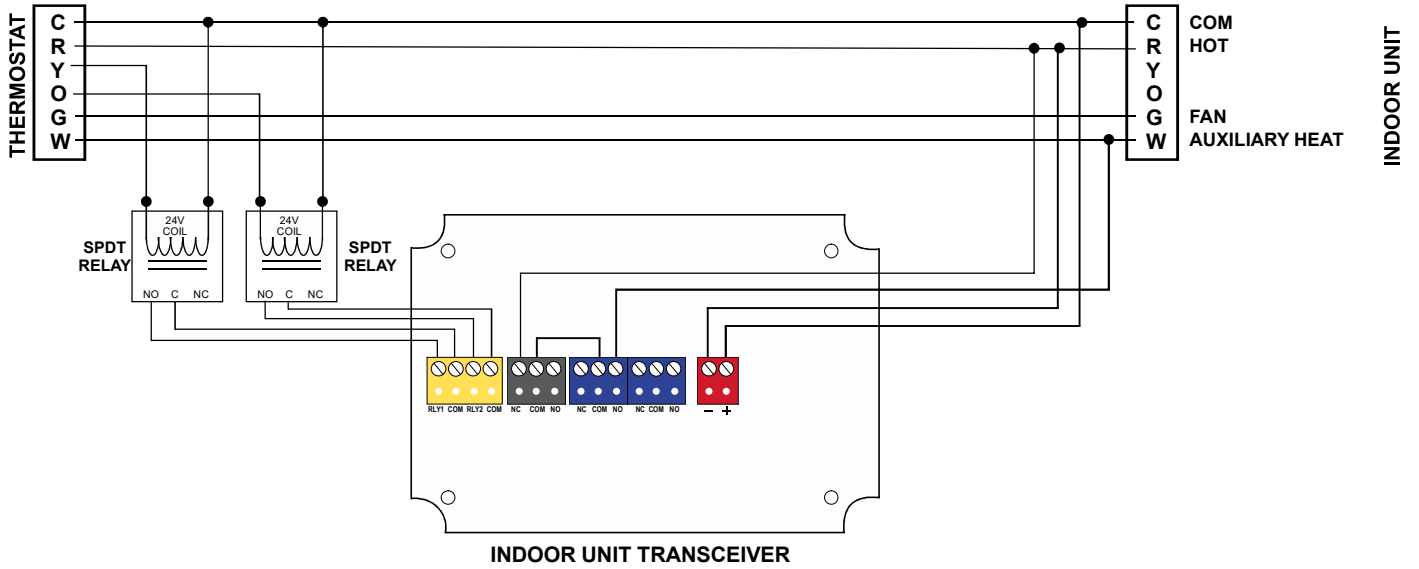 THERMOSTAT
C
R
Y
O
G
W
C COM
R HOT
Y
O
G FAN
W AUXILIARY HEAT
INDOOR UNIT
24V
COIL
SPDT
RELAY
NO C NC
24V
COIL
SPDT
RELAY
NO C NC
RLY1 COM RLY2 COM NC COM NO NC COM NO NC COM NO − +
INDOOR UNIT TRANSCEIVER